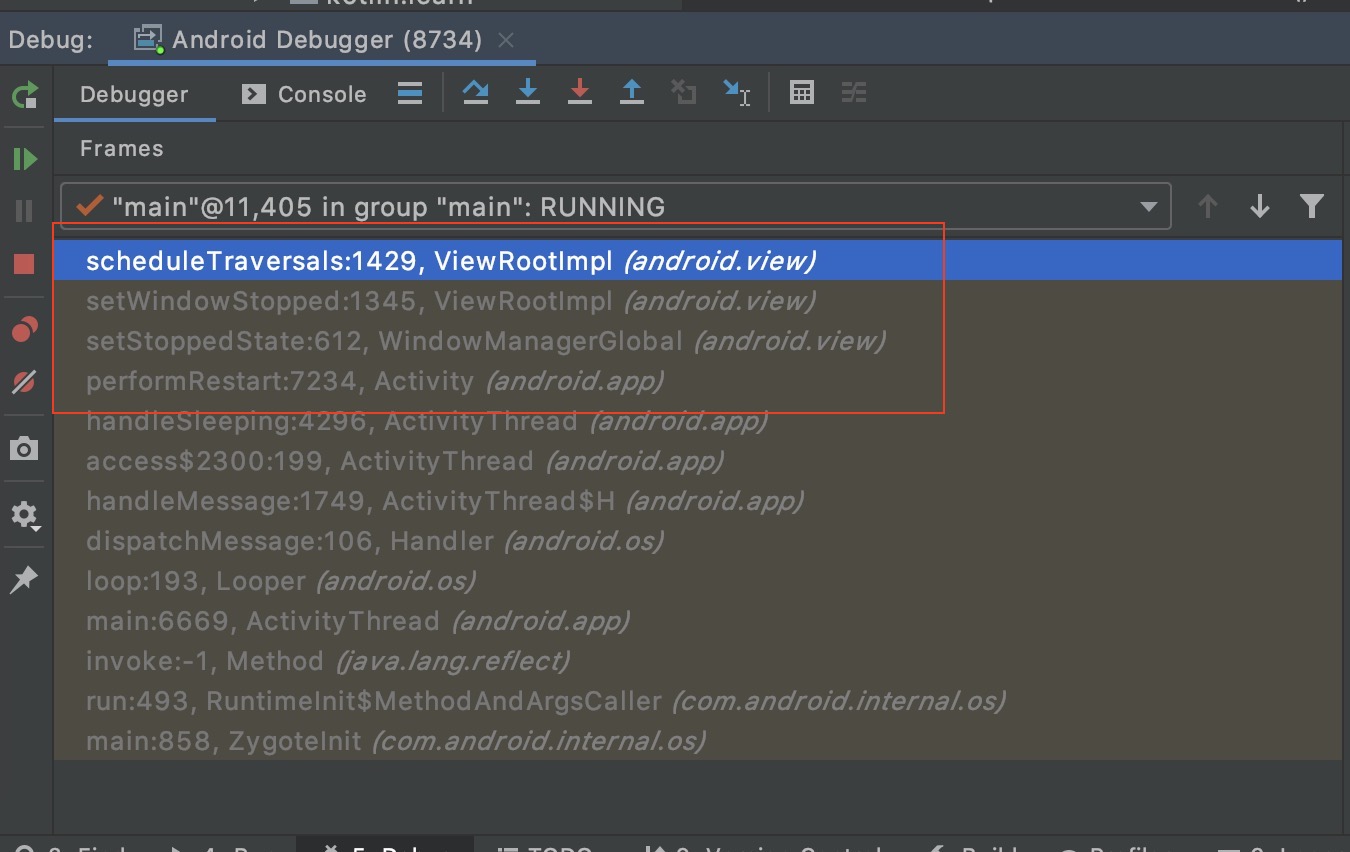 Debug: Android Debugger (8734)
Debugger Console
Frames
"main"@11,405 in group "main": RUNNING
scheduleTraversals:1429, ViewRootImpl (android.view)
setWindowStopped:1345, ViewRootImpl (android.view)
setStoppedState:612, WindowManagerGlobal (android.view)
performRestart:7234, Activity (android.app)
handleSleeping:4296, ActivityThread (android.app)
access$2300:199, ActivityThread (android.app)
handleMessage:1749, ActivityThread$H (android.app)
dispatchMessage:106, Handler (android.os)
loop:193, Looper (android.os)
main:6669, ActivityThread (android.app)
invoke:-1, Method (java.lang.reflect)
run:493, RuntimeInit$MethodAndArgsCaller (com.android.internal.os)
main:858, ZygoteInit (com.android.internal.os)